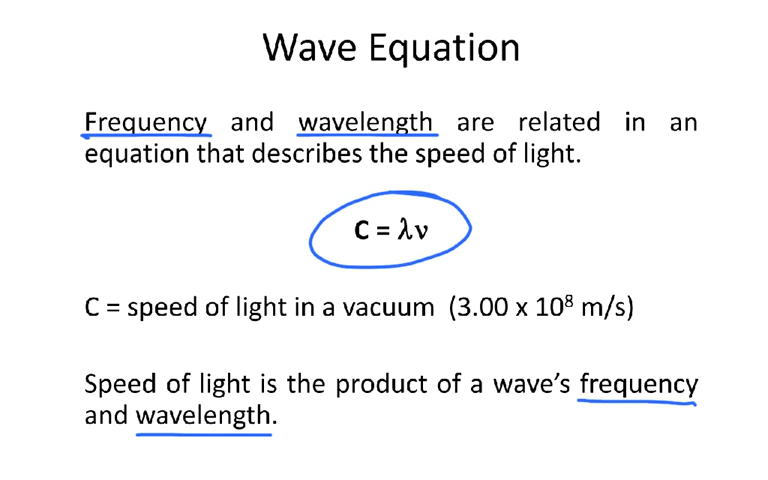 Wave Equation
Frequency and wavelength are related in an
equation that describes the speed of light.
C = λν
C = speed of light in a vacuum (3.00 x 10⁸ m/s)
Speed of light is the product of a wave’s frequency
and wavelength.